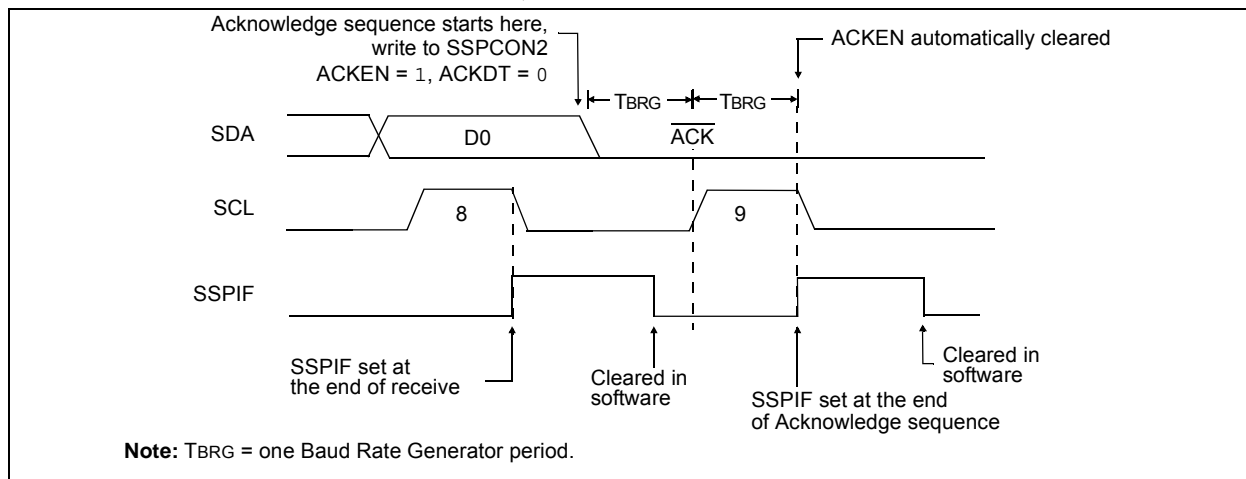 Acknowledge sequence starts here,
write to SSPCON2
ACKEN = 1, ACKDT = 0
ACKEN automatically cleared
TBRG
TBRG
SDA
D0
ACK
SCL
8
9
SSPIF
SSPIF set at
the end of receive
Cleared in
software
SSPIF set at the end
of Acknowledge sequence
Cleared in
software
Note: TBRG = one Baud Rate Generator period.